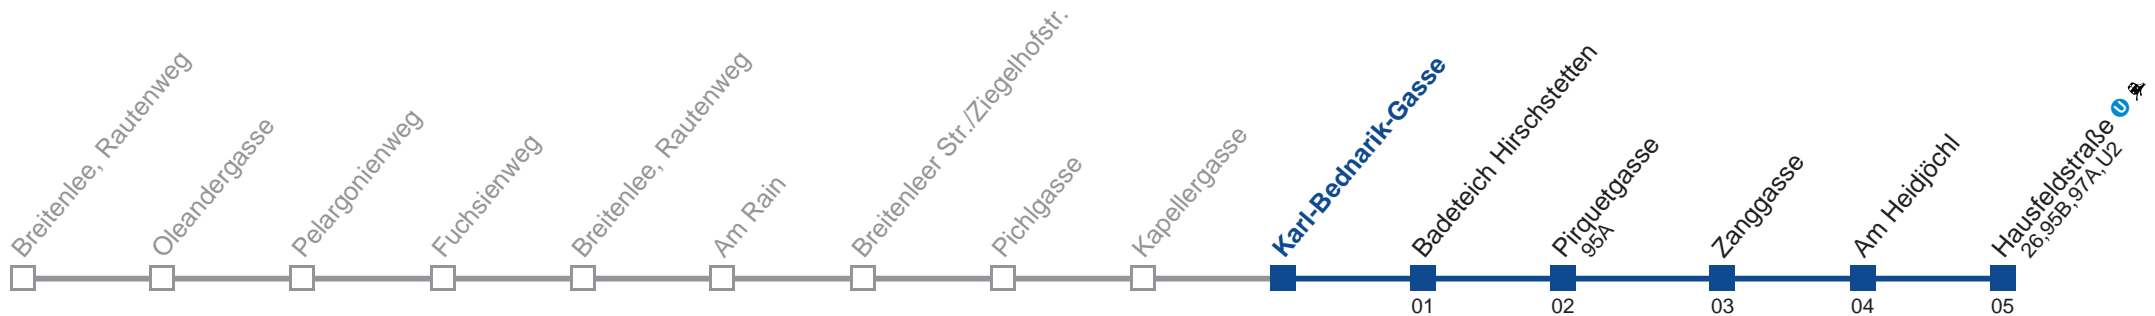 Breitenlee, Rautenweg
Oleandergasse
Pelargonienweg
Fuchsienweg
Breitenlee, Rautenweg
Am Rain
Breitenleer Str./Ziegelhofstr.
Pichlgasse
Kapellergasse
Karl-Bednarik-Gasse
Badeteich Hirschstetten
01
Pirquetgasse
95A
02
Zanggasse
03
Am Heidjöchl
04
Hausfeldstraße U
26,95B,97A,U2
05